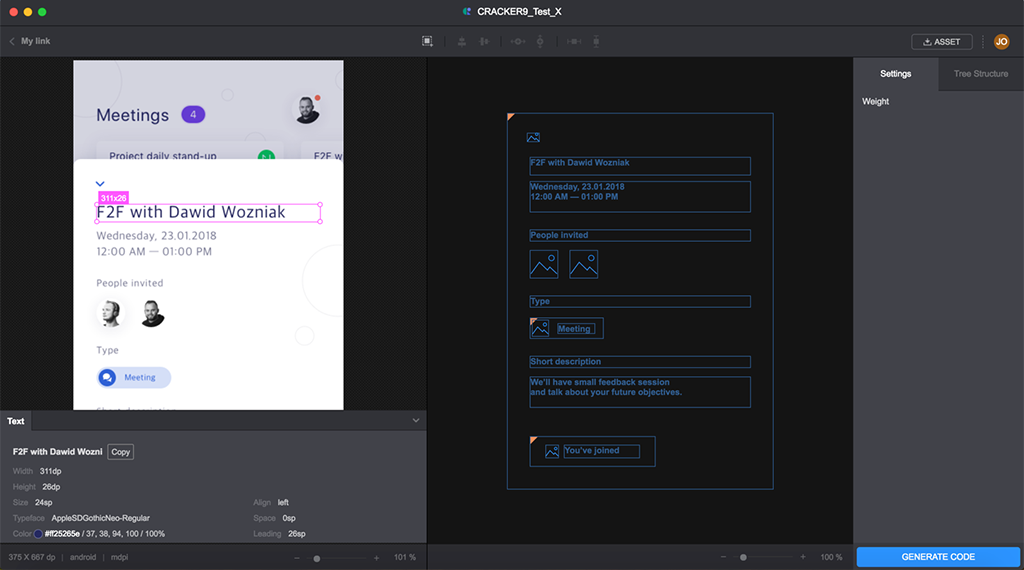 CRACKER9_Test_X
My link
ASSET
JO
Meetings 4
Project daily stand-up
F2F w
311x26
F2F with Dawid Wozniak
Wednesday, 23.01.2018
12:00 AM — 01:00 PM
People invited
Type
Meeting
Short description
Text
F2F with Dawid Wozni Copy
Width 311dp
Height 26dp
Size 24sp
Align left
Typeface AppleSDGothicNeo-Regular
Space 0sp
Color #ff25265e / 37, 38, 94, 100 / 100%
Leading 26sp
375 X 667 dp | android | mdpi
101 %
F2F with Dawid Wozniak
Wednesday, 23.01.2018
12:00 AM — 01:00 PM
People invited
Type
Meeting
Short description
We'll have small feedback session
and talk about your future objectives.
You've joined
100 %
Settings
Tree Structure
Weight
GENERATE CODE